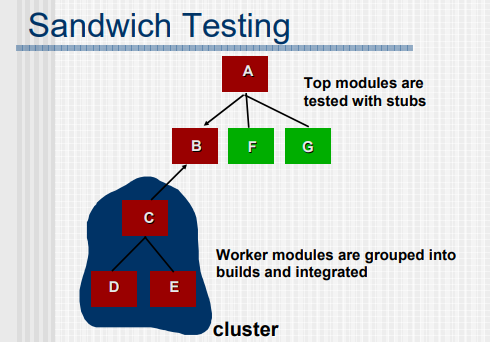 Sandwich Testing
A
Top modules are
tested with stubs
B
F
G
C
Worker modules are grouped into
builds and integrated
D
E
cluster